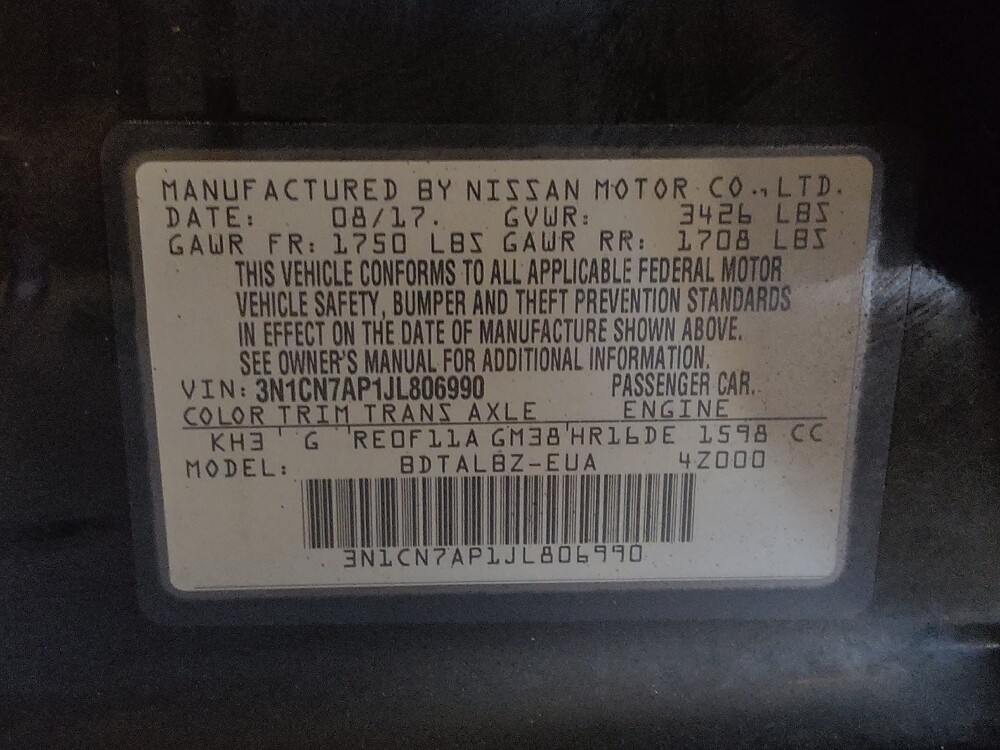 MANUFACTURED BY NISSAN MOTOR CO.,LTD.
DATE: 08/17. GVWR: 3426 LBS
GAWR FR: 1750 LBS GAWR RR: 1708 LBS
THIS VEHICLE CONFORMS TO ALL APPLICABLE FEDERAL MOTOR
VEHICLE SAFETY, BUMPER AND THEFT PREVENTION STANDARDS
IN EFFECT ON THE DATE OF MANUFACTURE SHOWN ABOVE.
SEE OWNER'S MANUAL FOR ADDITIONAL INFORMATION.
VIN: 3N1CN7AP1JL806990 PASSENGER CAR.
COLOR TRIM TRANS AXLE ENGINE
KH3 G RE0F11A GM38 HR16DE 1598 CC
MODEL: BDTALBZ-EUA 4Z000
3N1CN7AP1JL806990